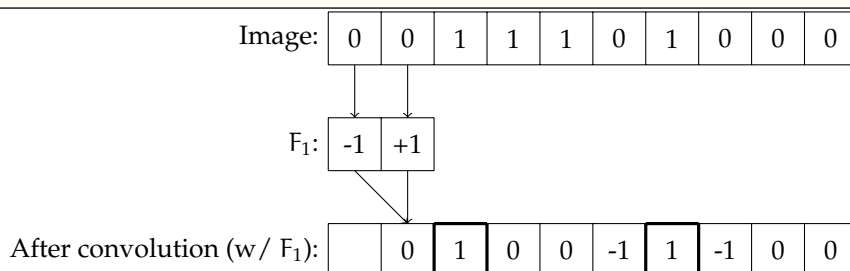 Image: 0 0 1 1 1 0 1 0 0 0
F1: -1 +1
After convolution (w/ F1): 0 1 0 0 -1 1 -1 0 0